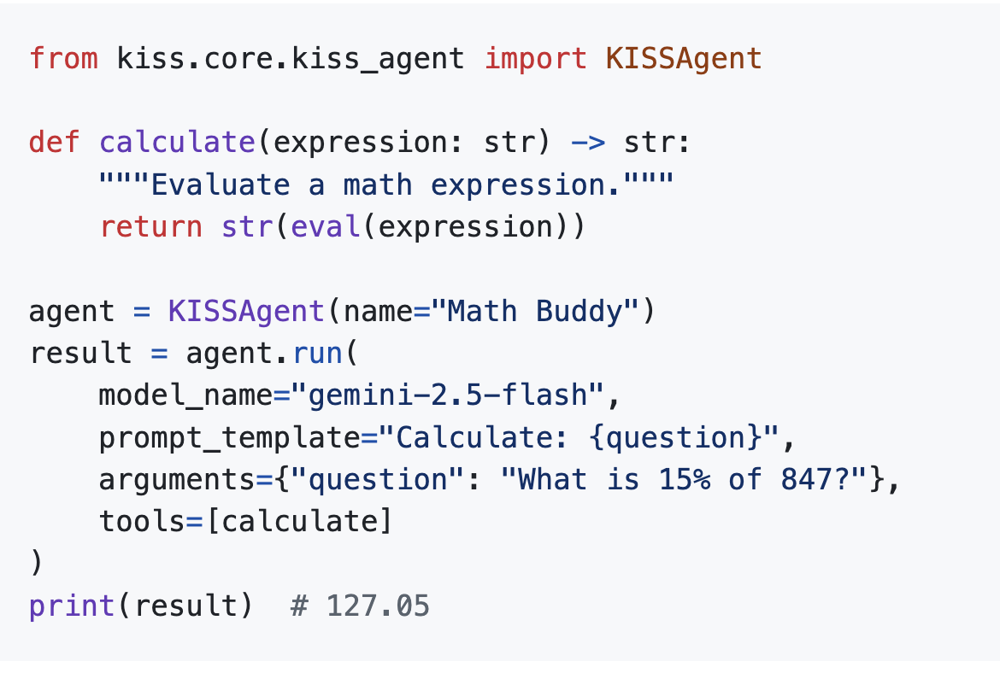 from kiss.core.kiss_agent import KISSAgent

def calculate(expression: str) -> str:
    """Evaluate a math expression."""
    return str(eval(expression))

agent = KISSAgent(name="Math Buddy")
result = agent.run(
    model_name="gemini-2.5-flash",
    prompt_template="Calculate: {question}",
    arguments={"question": "What is 15% of 847?"},
    tools=[calculate]
)
print(result)  # 127.05